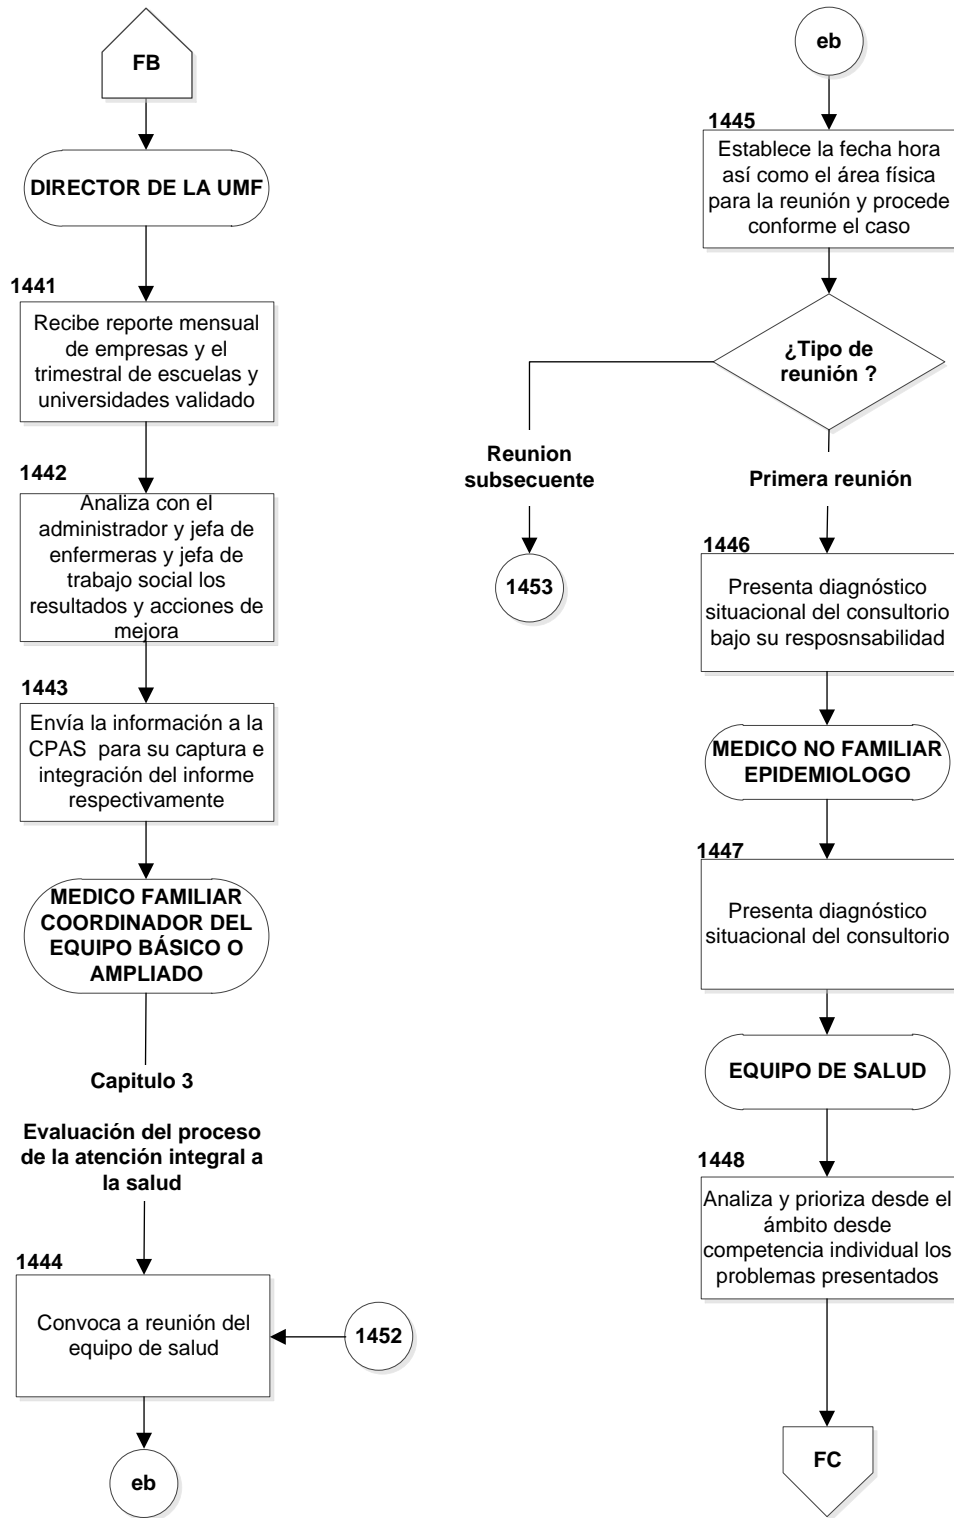 FB
DIRECTOR DE LA UMF
1441
Recibe reporte mensual
de empresas y el
trimestral de escuelas y
universidades validado
1442
Analiza con el
administrador y jefa de
enfermeras y jefa de
trabajo social los
resultados y acciones de
mejora
1443
Envía la información a la
CPAS para su captura e
integración del informe
respectivamente
MEDICO FAMILIAR
COORDINADOR DEL
EQUIPO BÁSICO O
AMPLIADO
Capitulo 3
Evaluación del proceso
de la atención integral a
la salud
1444
Convoca a reunión del
equipo de salud
1452
eb
eb
1445
Establece la fecha hora
así como el área física
para la reunión y procede
conforme el caso
¿Tipo de
reunión ?
Reunion
subsecuente
1453
Primera reunión
1446
Presenta diagnóstico
situacional del consultorio
bajo su resposnsabilidad
MEDICO NO FAMILIAR
EPIDEMIOLOGO
1447
Presenta diagnóstico
situacional del consultorio
EQUIPO DE SALUD
1448
Analiza y prioriza desde el
ámbito desde
competencia individual los
problemas presentados
FC